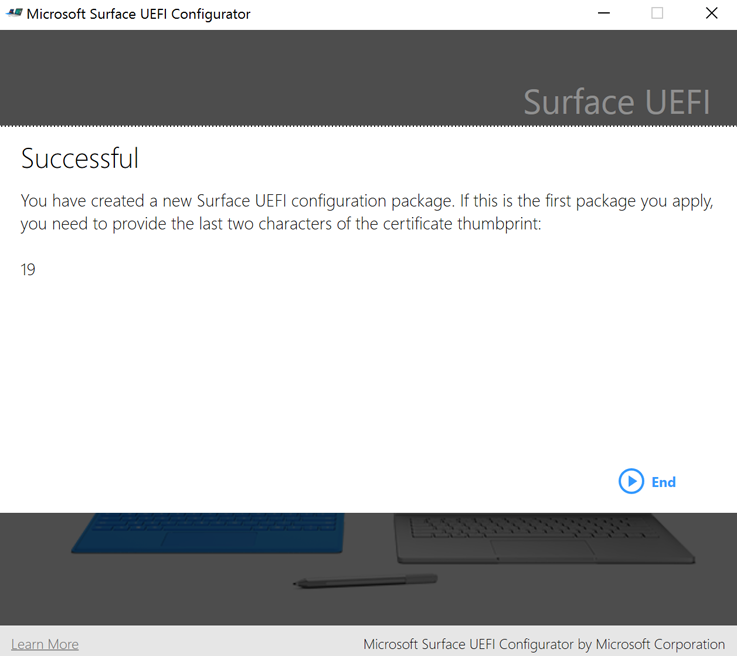 Microsoft Surface UEFI Configurator
Surface UEFI
Successful
You have created a new Surface UEFI configuration package. If this is the first package you apply,
you need to provide the last two characters of the certificate thumbprint:
19
End
Learn More
Microsoft Surface UEFI Configurator by Microsoft Corporation